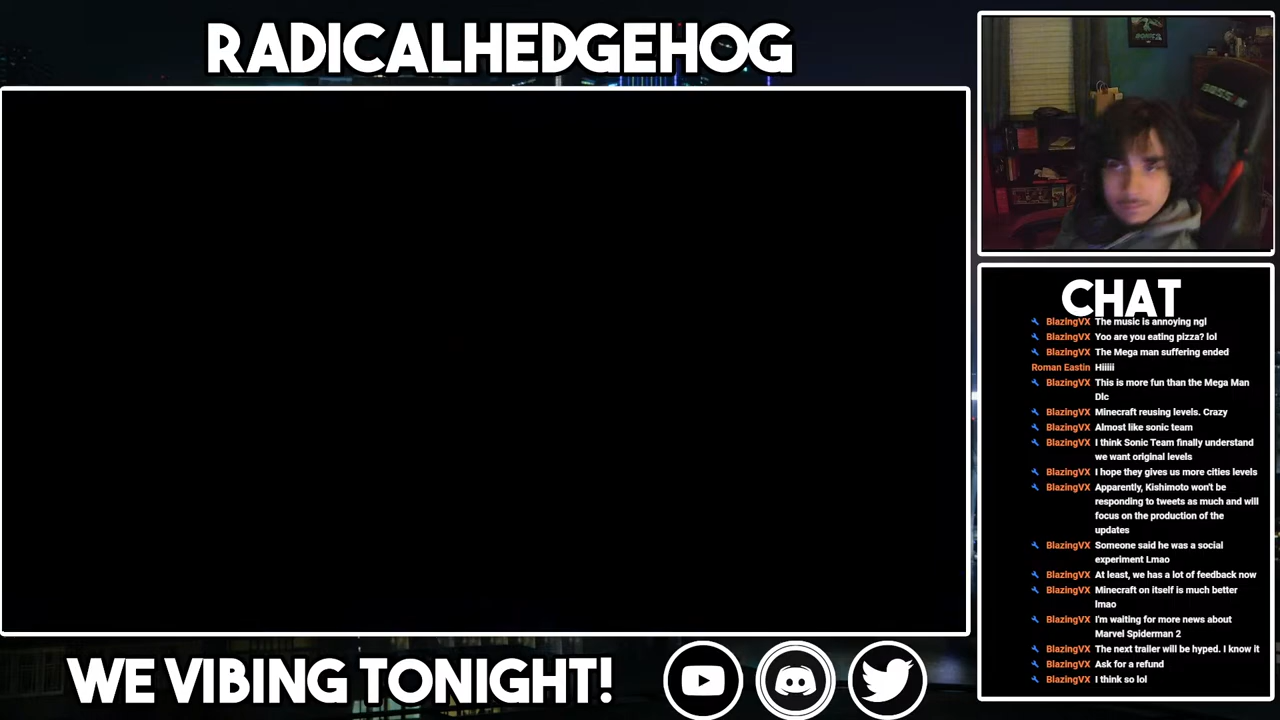 RADICALHEDGEHOG
BOSS
CHAT
BlazingVX The music is annoying ngl
BlazingVX Yoo are you eating pizza? lol
BlazingVX The Mega man suffering ended
Roman Eastin Hiiiii
BlazingVX This is more fun than the Mega Man
Dlc
BlazingVX Minecraft reusing levels. Crazy
BlazingVX Almost like sonic team
BlazingVX I think Sonic Team finally understand
we want original levels
BlazingVX I hope they gives us more cities levels
BlazingVX Apparently, Kishimoto won't be
responding to tweets as much and will
focus on the production of the
updates
BlazingVX Someone said he was a social
experiment Lmao
BlazingVX At least, we has a lot of feedback now
BlazingVX Minecraft on itself is much better
lmao
BlazingVX I'm waiting for more news about
Marvel Spiderman 2
BlazingVX The next trailer will be hyped. I know it
BlazingVX Ask for a refund
BlazingVX I think so lol
WE VIBING TONIGHT!